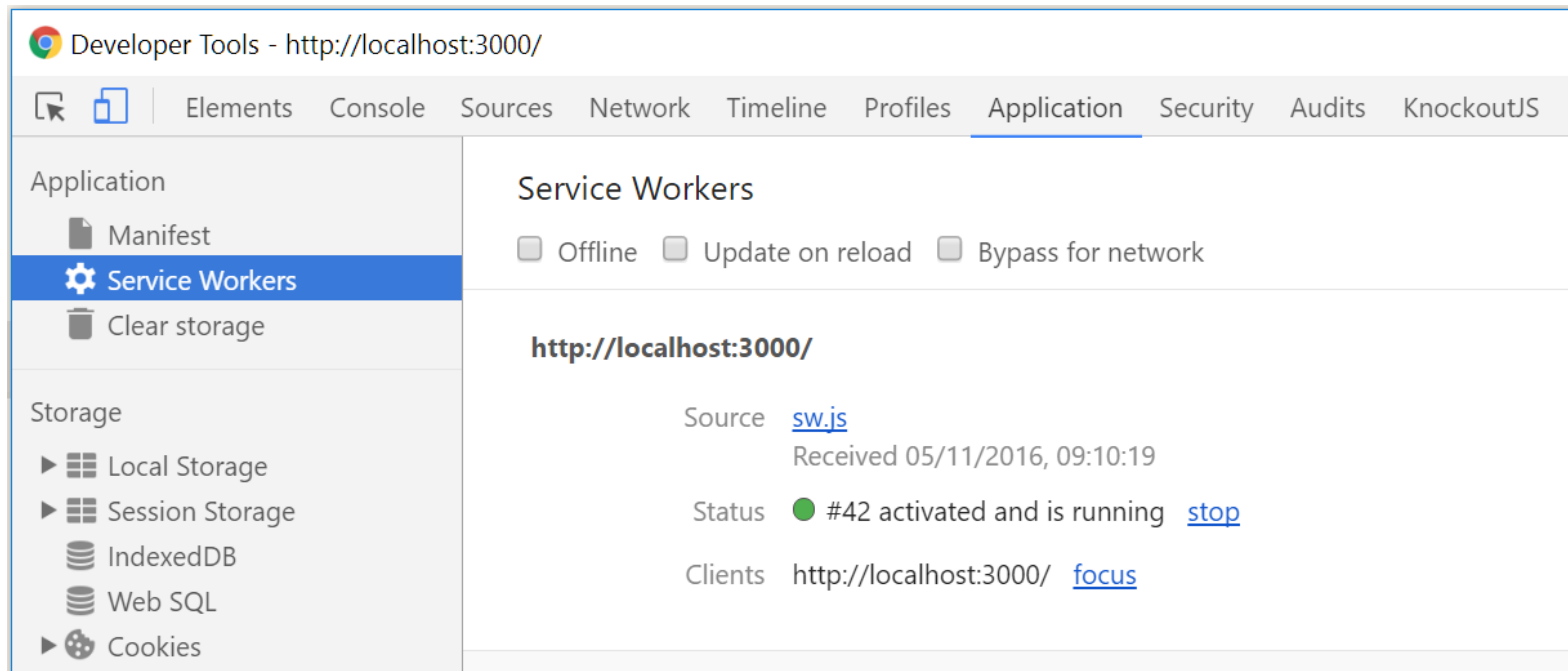 Developer Tools - http://localhost:3000/
Elements Console Sources Network Timeline Profiles Application Security Audits KnockoutJS
Application
Manifest
Service Workers
Clear storage
Storage
Local Storage
Session Storage
IndexedDB
Web SQL
Cookies
Service Workers
Offline Update on reload Bypass for network
http://localhost:3000/
Source sw.js
Received 05/11/2016, 09:10:19
Status #42 activated and is running stop
Clients http://localhost:3000/ focus